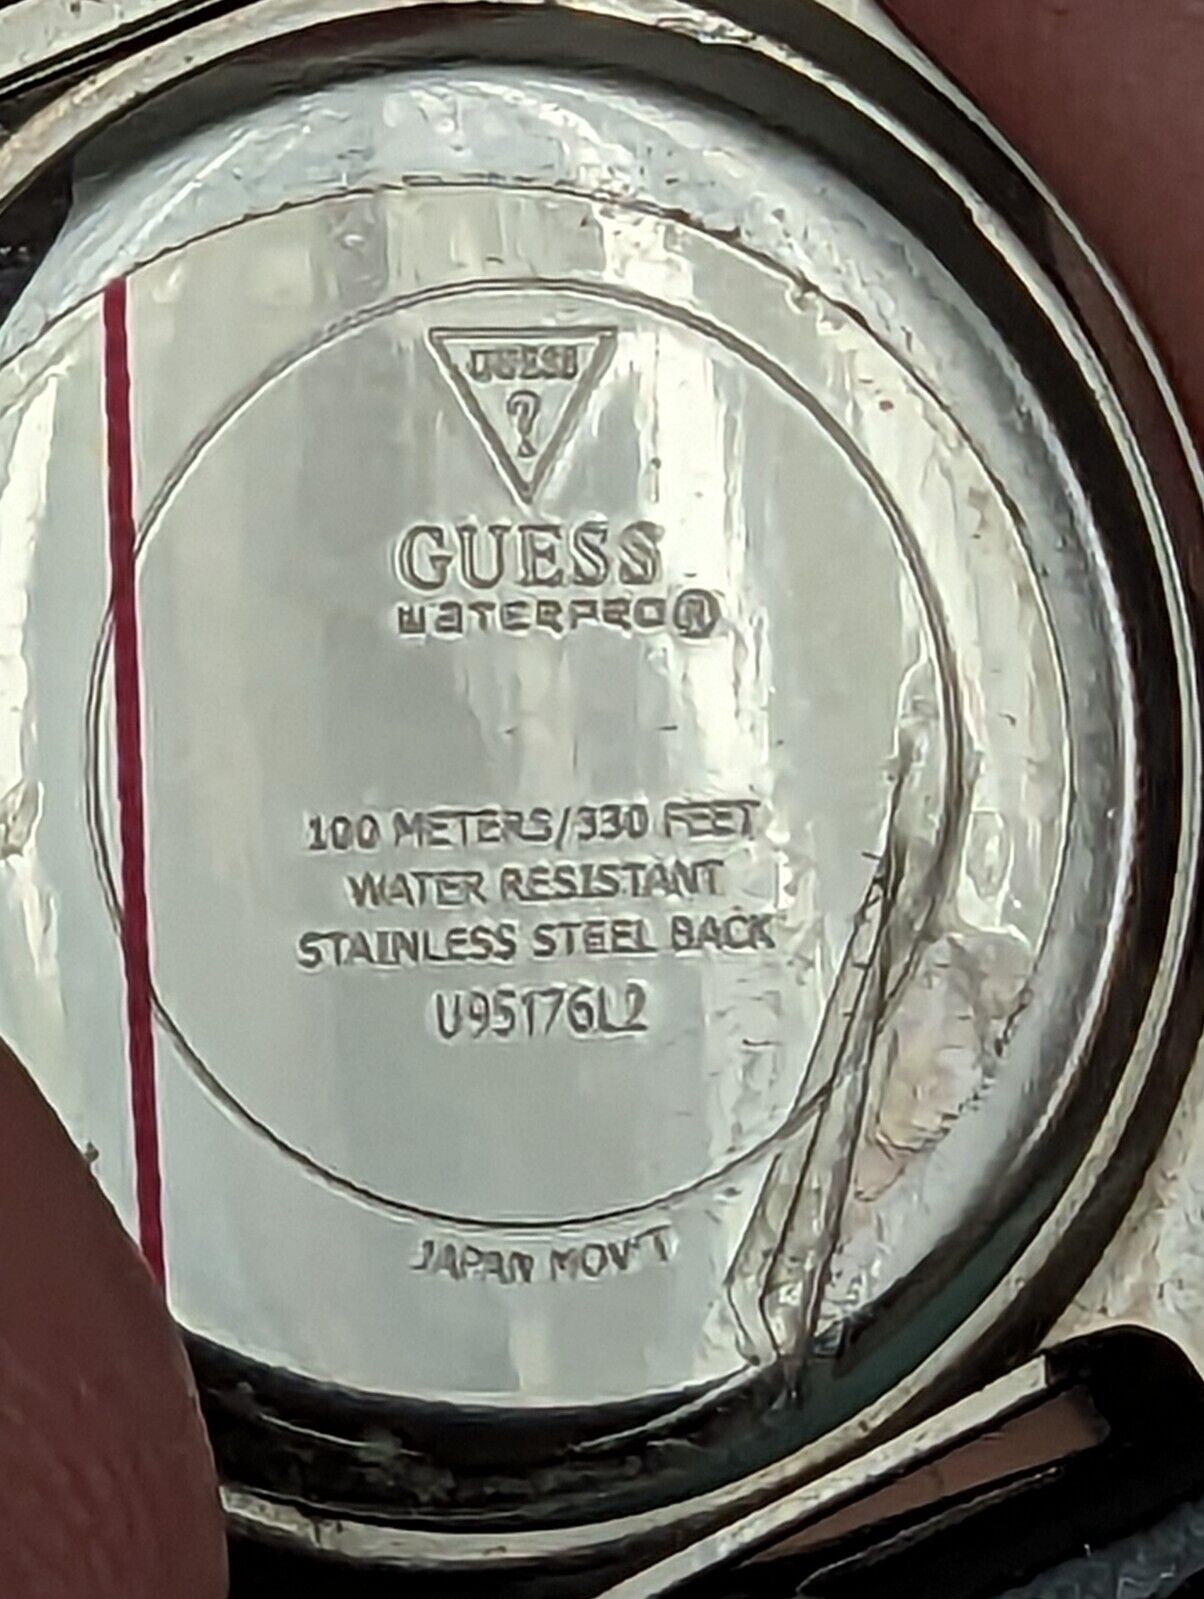 GUESS
?
GUESS
WaTERPRO®
100 METERS/330 FEET
WATER RESISTANT
STAINLESS STEEL BACK
U95176L2
JAPAN MOV'T